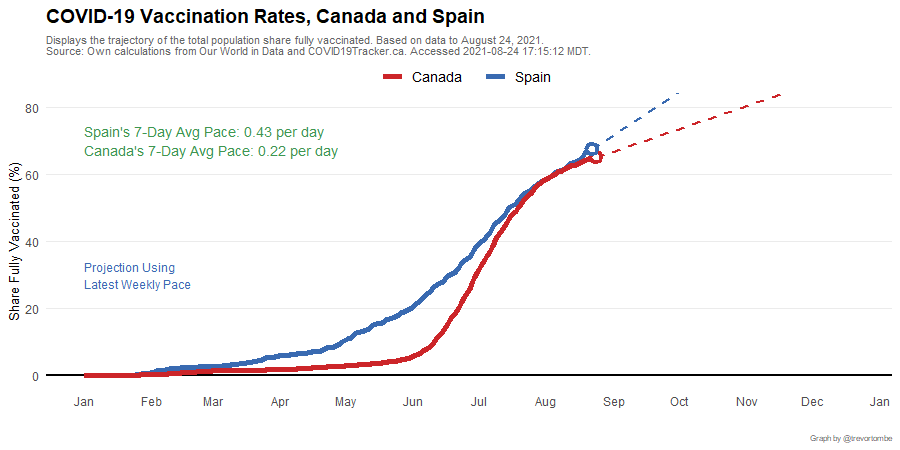 COVID-19 Vaccination Rates, Canada and Spain
Displays the trajectory of the total population share fully vaccinated. Based on data to August 24, 2021.
Source: Own calculations from Our World in Data and COVID19Tracker.ca. Accessed 2021-08-24 17:15:12 MDT.
Canada Spain
80
Spain's 7-Day Avg Pace: 0.43 per day
Canada's 7-Day Avg Pace: 0.22 per day
60
Share Fully Vaccinated (%)
40
Projection Using
Latest Weekly Pace
20
0
Jan Feb Mar Apr May Jun Jul Aug Sep Oct Nov Dec Jan
Graph by @trevortombe